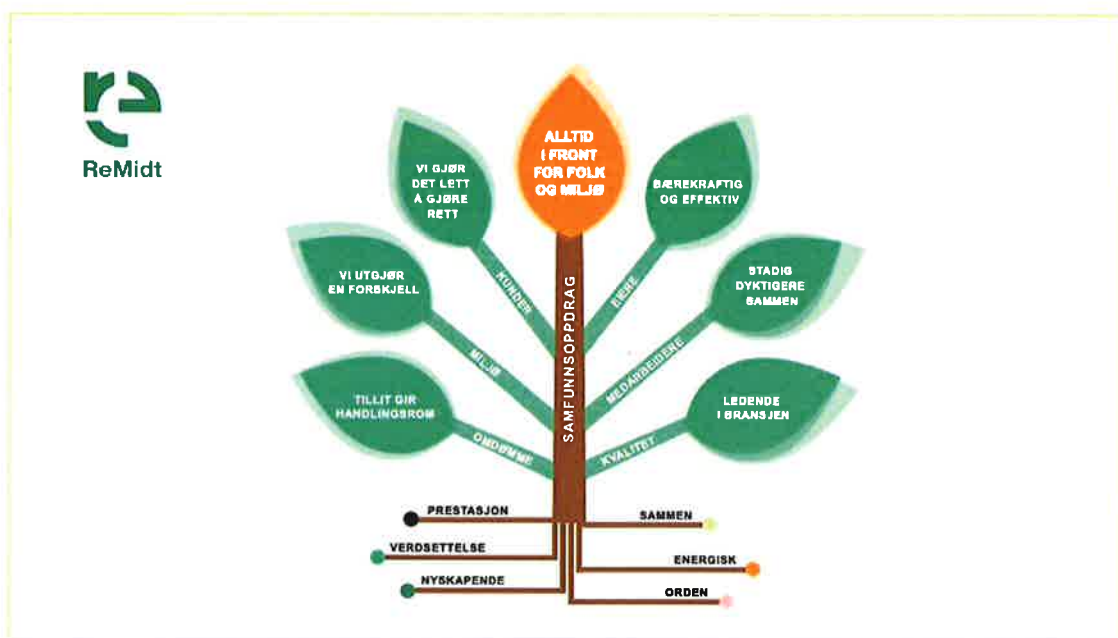 re
ReMidt
ALLTID
I FRONT
FOR FOLK
OG MILJØ
VI GJØR
DET LETT
Å GJØRE
RETT
BÆREKRAFTIG
OG EFFEKTIV
VI UTGJØR
EN FORSKJELL
STADIG
DYKTIGERE
SAMMEN
TILLIT GIR
HANDLINGSROM
LEDENDE
I BRANSJEN
KUNDER
EIERE
MILJØ
MEDARBEIDERE
OMDØMME
KVALITET
SAMFUNNSOPPDRAG
PRESTASJON
SAMMEN
VERDSETTELSE
ENERGISK
NYSKAPENDE
ORDEN